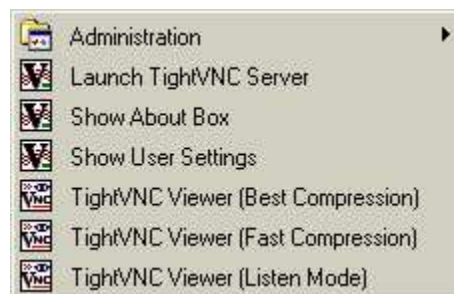 Administration
Launch TightVNC Server
Show About Box
Show User Settings
TightVNC Viewer (Best Compression)
TightVNC Viewer (Fast Compression)
TightVNC Viewer (Listen Mode)